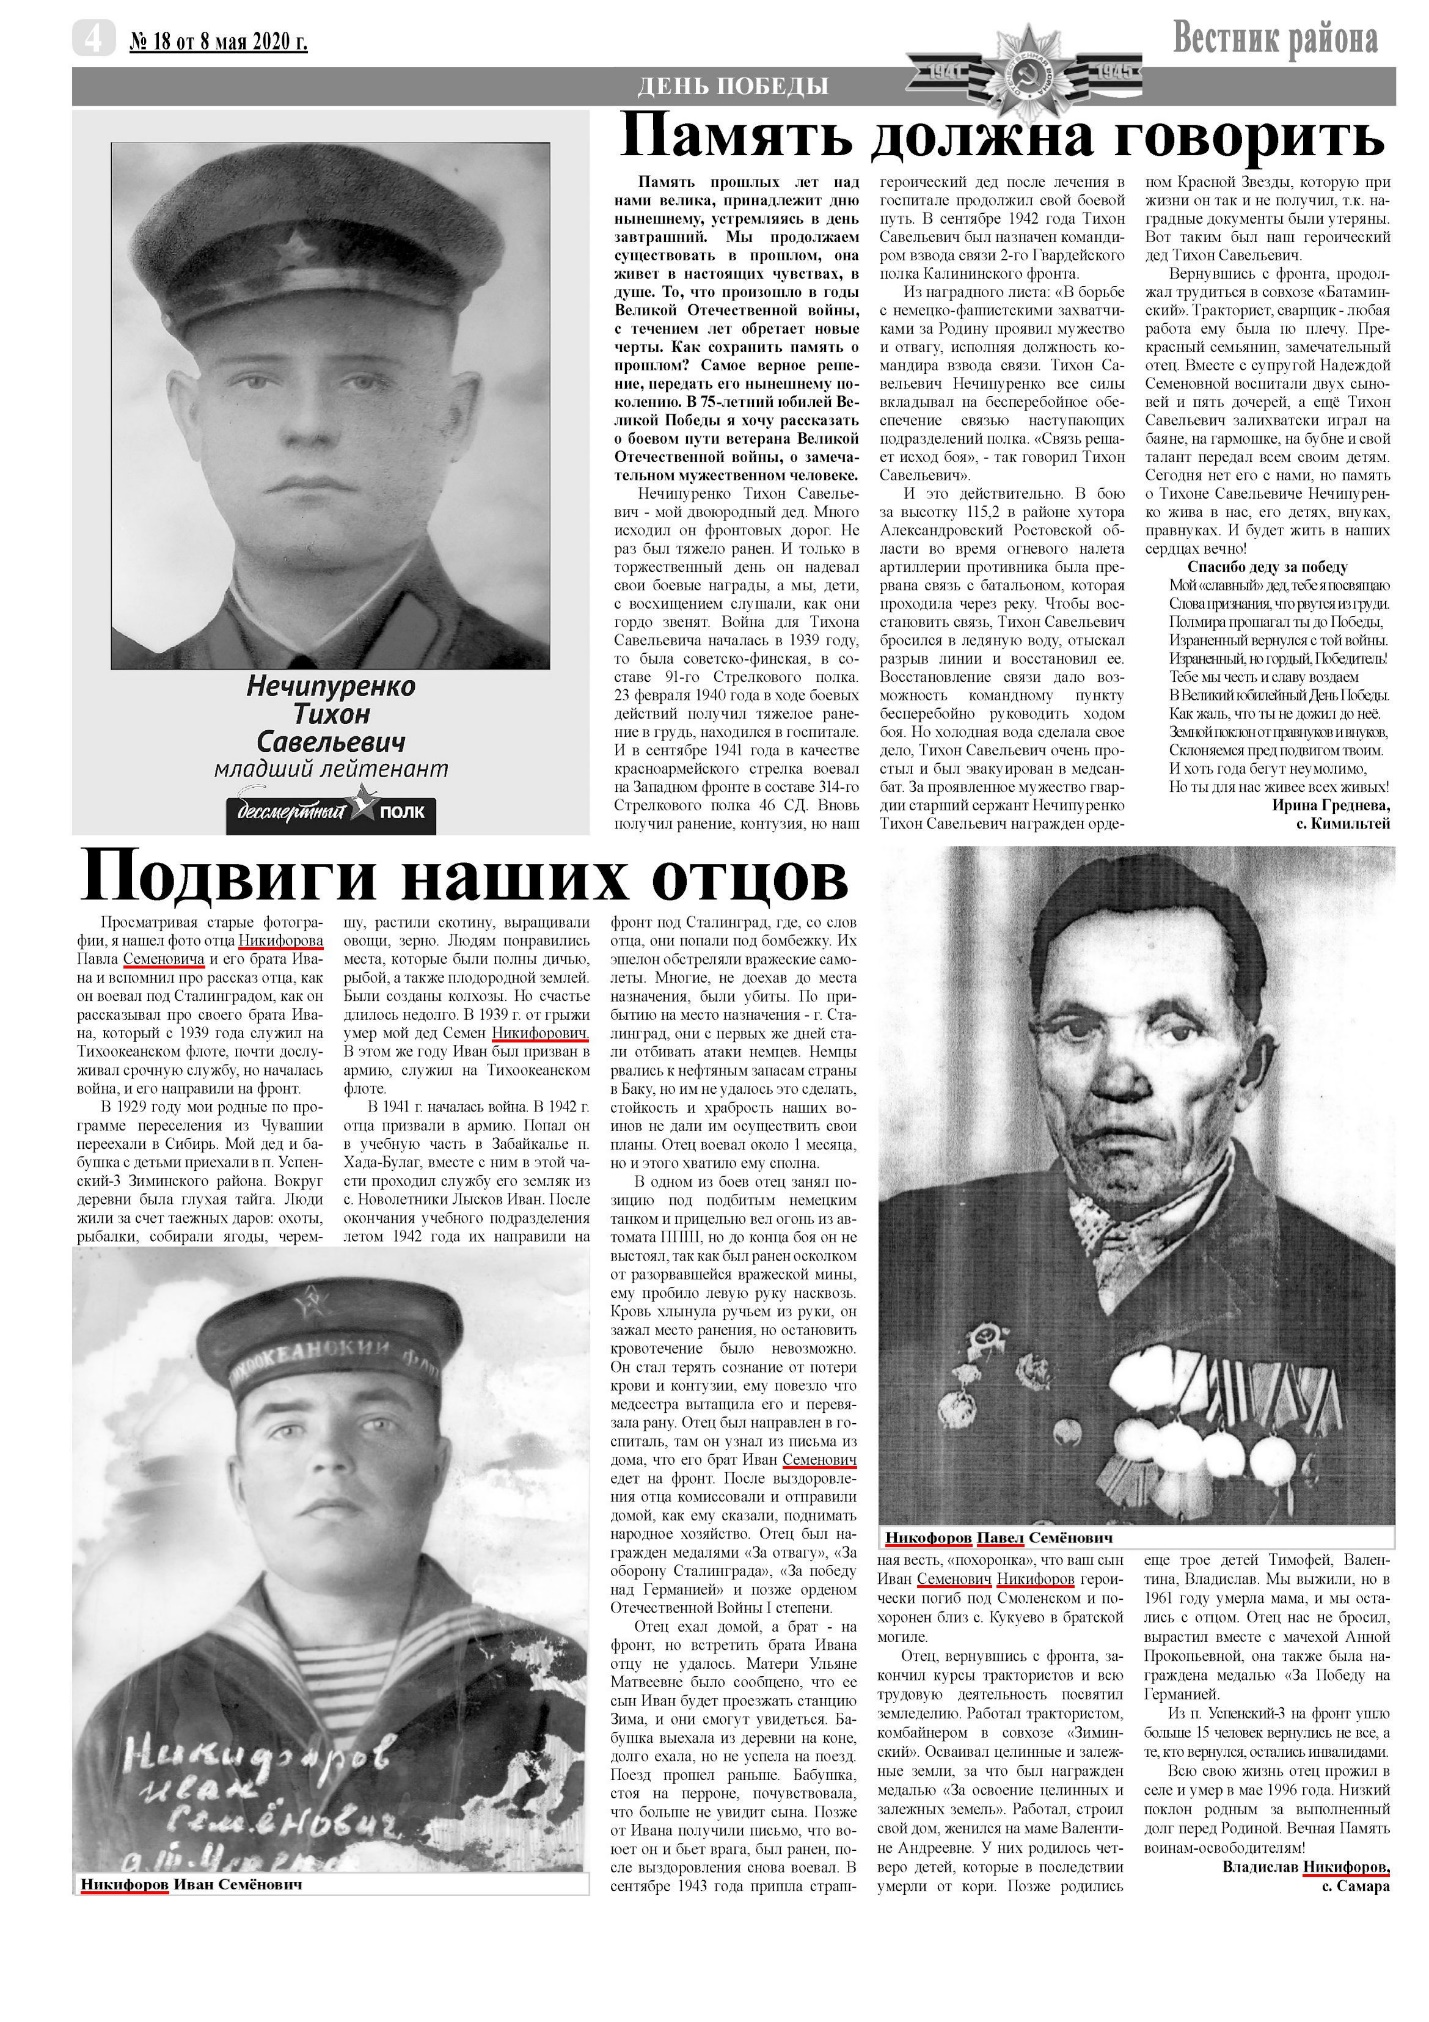 4
№ 18 от 8 мая 2020 г.
Вестник района
ДЕНЬ ПОБЕДЫ
1941
1945
ОТЕЧЕСТВЕННАЯ ВОЙНА
Нечипуренко
Тихон
Савельевич
младший лейтенант
бессмертный ПОЛК
Память должна говорить
Память прошлых лет над
нами велика, принадлежит дню
нынешнему, устремляясь в день
завтрашний. Мы продолжаем
существовать в прошлом, она
живет в настоящих чувствах, в
душе. То, что произошло в годы
Великой Отечественной войны,
с течением лет обретает новые
черты. Как сохранить память о
прошлом? Самое верное реше-
ние, передать его нынешнему по-
колению. В 75-летний юбилей Ве-
ликой Победы я хочу рассказать
о боевом пути ветерана Великой
Отечественной войны, о замеча-
тельном мужественном человеке.
Нечипуренко Тихон Савелье-
вич - мой двоюродный дед. Много
исходил он фронтовых дорог. Не
раз был тяжело ранен. И только в
торжественный день он надевал
свои боевые награды, а мы, дети,
с восхищением слушали, как они
гордо звенят. Война для Тихона
Савельевича началась в 1939 году,
то была советско-финская, в со-
ставе 91-го Стрелкового полка.
23 февраля 1940 года в ходе боевых
действий получил тяжелое ране-
ние в грудь, находился в госпитале.
И в сентябре 1941 года в качестве
красноармейского стрелка воевал
на Западном фронте в составе 314-го
Стрелкового полка 46 СД. Вновь
получил ранение, контузия, но наш
героический дед после лечения в
госпитале продолжил свой боевой
путь. В сентябре 1942 года Тихон
Савельевич был назначен команди-
ром взвода связи 2-го Гвардейского
полка Калининского фронта.
Из наградного листа: «В борьбе
с немецко-фашистскими захватчи-
ками за Родину проявил мужество
и отвагу, исполняя должность ко-
мандира взвода связи. Тихон Са-
вельевич Нечипуренко все силы
вкладывал на бесперебойное обе-
спечение связью наступающих
подразделений полка. «Связь реша-
ет исход боя», - так говорил Тихон
Савельевич».
И это действительно. В бою
за высотку 115,2 в районе хутора
Александровский Ростовской об-
ласти во время огневого налета
артиллерии противника была пре-
рвана связь с батальоном, которая
проходила через реку. Чтобы вос-
становить связь, Тихон Савельевич
бросился в ледяную воду, отыскал
разрыв линии и восстановил ее.
Восстановление связи дало воз-
можность командному пункту
бесперебойно руководить ходом
боя. Но холодная вода сделала свое
дело, Тихон Савельевич очень про-
стыл и был эвакуирован в медсан-
бат. За проявленное мужество гвар-
дии старший сержант Нечипуренко
Тихон Савельевич награжден орде-
ном Красной Звезды, которую при
жизни он так и не получил, т.к. на-
градные документы были утеряны.
Вот таким был наш героический
дед Тихон Савельевич.
Вернувшись с фронта, продол-
жал трудиться в совхозе «Батамин-
ский». Тракторист, сварщик - любая
работа ему была по плечу. Пре-
красный семьянин, замечательный
отец. Вместе с супругой Надеждой
Семеновной воспитали двух сыно-
вей и пять дочерей, а ещё Тихон
Савельевич залихватски играл на
баяне, на гармошке, на бубне и свой
талант передал всем своим детям.
Сегодня нет его с нами, но память
о Тихоне Савельевиче Нечипурен-
ко жива в нас, его детях, внуках,
правнуках. И будет жить в наших
сердцах вечно!
Спасибо деду за победу
Мой «славный» дед, тебе я посвящаю
Слова признания, что рвутся из груди.
Полмира прошагал ты до Победы,
Израненный вернулся с той войны.
Израненный, но гордый, Победитель!
Тебе мы честь и славу воздаем
В Великий юбилейный День Победы.
Как жаль, что ты не дожил до неё.
Земной поклон от правнуков и внуков,
Склоняемся пред подвигом твоим.
И хоть года бегут неумолимо,
Но ты для нас живее всех живых!
Ирина Греднева,
с. Кимильтей
Подвиги наших отцов
Просматривая старые фотогра-
фии, я нашел фото отца Никифорова
Павла Семеновича и его брата Ива-
на и вспомнил про рассказ отца, как
он воевал под Сталинградом, как он
рассказывал про своего брата Ива-
на, который с 1939 года служил на
Тихоокеанском флоте, почти дослу-
живал срочную службу, но началась
война, и его направили на фронт.
В 1929 году мои родные по про-
грамме переселения из Чувашии
переехали в Сибирь. Мой дед и ба-
бушка с детьми приехали в п. Успен-
ский-3 Зиминского района. Вокруг
деревни была глухая тайга. Люди
жили за счет таежных даров: охоты,
рыбалки, собирали ягоды, черем-
шу, растили скотину, выращивали
овощи, зерно. Людям понравились
места, которые были полны дичью,
рыбой, а также плодородной землей.
Были созданы колхозы. Но счастье
длилось недолго. В 1939 г. от грыжи
умер мой дед Семен Никифорович.
В этом же году Иван был призван в
армию, служил на Тихоокеанском
флоте.
В 1941 г. началась война. В 1942 г.
отца призвали в армию. Попал он
в учебную часть в Забайкалье п.
Хада-Булаг, вместе с ним в этой ча-
сти проходил службу его земляк из
с. Новолетники Лысков Иван. После
окончания учебного подразделения
летом 1942 года их направили на
ТИХООКЕАНСКИЙ ФЛОТ
Никифоров
Иван
Семёнович
Никифоров Иван Семёнович
фронт под Сталинград, где, со слов
отца, они попали под бомбежку. Их
эшелон обстреляли вражеские само-
леты. Многие, не доехав до места
назначения, были убиты. По при-
бытию на место назначения - г. Ста-
линград, они с первых же дней ста-
ли отбивать атаки немцев. Немцы
рвались к нефтяным запасам страны
в Баку, но им не удалось это сделать,
стойкость и храбрость наших во-
инов не дали им осуществить свои
планы. Отец воевал около 1 месяца,
но и этого хватило ему сполна.
В одном из боев отец занял по-
зицию под подбитым немецким
танком и прицельно вел огонь из ав-
томата ППШ, но до конца боя он не
выстоял, так как был ранен осколком
от разорвавшейся вражеской мины,
ему пробило левую руку насквозь.
Кровь хлынула ручьем из руки, он
зажал место ранения, но остановить
кровотечение было невозможно.
Он стал терять сознание от потери
крови и контузии, ему повезло что
медсестра вытащила его и перевя-
зала рану. Отец был направлен в го-
спиталь, там он узнал из письма из
дома, что его брат Иван Семенович
едет на фронт. После выздоровле-
ния отца комиссовали и отправили
домой, как ему сказали, поднимать
народное хозяйство. Отец был на-
гражден медалями «За отвагу», «За
оборону Сталинграда», «За победу
над Германией» и позже орденом
Отечественной Войны I степени.
Отец ехал домой, а брат - на
фронт, но встретить брата Ивана
отцу не удалось. Матери Ульяне
Матвеевне было сообщено, что ее
сын Иван будет проезжать станцию
Зима, и они смогут увидеться. Ба-
бушка выехала из деревни на коне,
долго ехала, но не успела на поезд.
Поезд прошел раньше. Бабушка,
стоя на перроне, почувствовала,
что больше не увидит сына. Позже
от Ивана получили письмо, что во-
юет он и бьет врага, был ранен, по-
сле выздоровления снова воевал. В
сентябре 1943 года пришла страш-
Никофоров Павел Семёнович
ная весть, «похоронка», что ваш сын
Иван Семенович Никифоров герои-
чески погиб под Смоленском и по-
хоронен близ с. Кукуево в братской
могиле.
Отец, вернувшись с фронта, за-
кончил курсы трактористов и всю
трудовую деятельность посвятил
земледелию. Работал трактористом,
комбайнером в совхозе «Зимин-
ский». Осваивал целинные и залеж-
ные земли, за что был награжден
медалью «За освоение целинных и
залежных земель». Работал, строил
свой дом, женился на маме Валенти-
не Андреевне. У них родилось чет-
веро детей, которые в последствии
умерли от кори. Позже родились
еще трое детей Тимофей, Вален-
тина, Владислав. Мы выжили, но в
1961 году умерла мама, и мы оста-
лись с отцом. Отец нас не бросил,
вырастил вместе с мачехой Анной
Прокопьевной, она также была на-
граждена медалью «За Победу на
Германией.
Из п. Успенский-3 на фронт ушло
больше 15 человек вернулись не все, а
те, кто вернулся, остались инвалидами.
Всю свою жизнь отец прожил в
селе и умер в мае 1996 года. Низкий
поклон родным за выполненный
долг перед Родиной. Вечная Память
воинам-освободителям!
Владислав Никифоров,
с. Самара